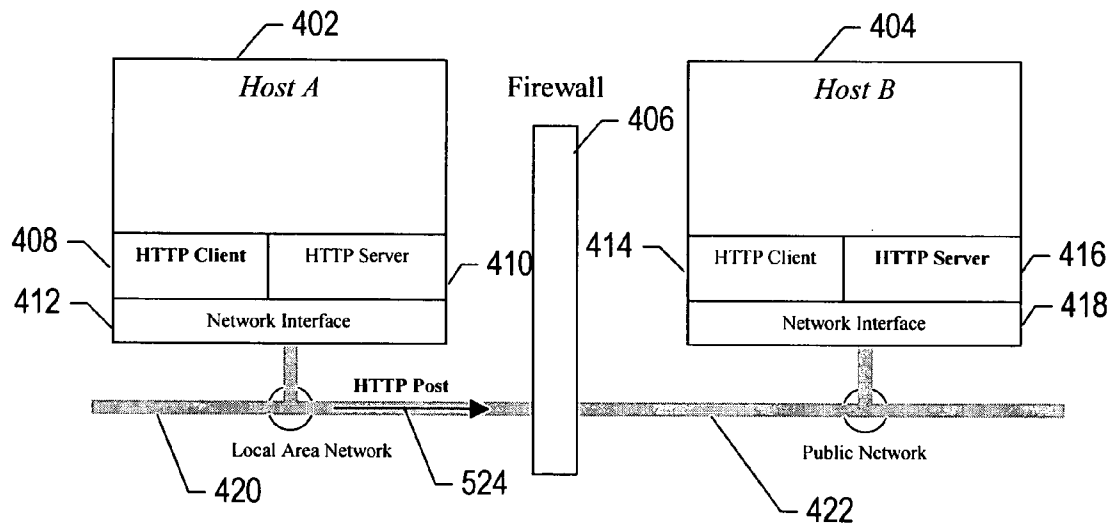 402
404
Host A
Firewall
Host B
406
408
HTTP Client
HTTP Server
410
414
HTTP Client
HTTP Server
416
412
Network Interface
Network Interface
418
HTTP Post
Local Area Network
Public Network
420
524
422